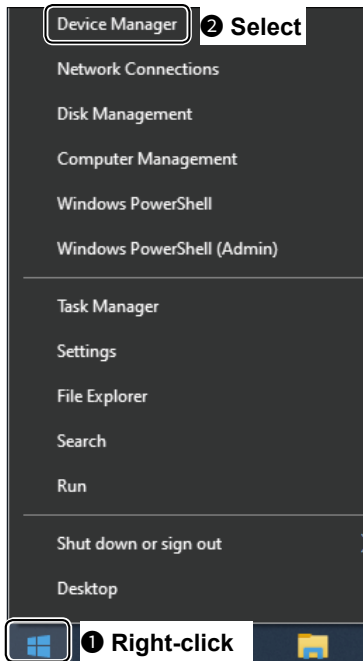 Device Manager ❷ Select
Network Connections
Disk Management
Computer Management
Windows PowerShell
Windows PowerShell (Admin)
Task Manager
Settings
File Explorer
Search
Run
Shut down or sign out
Desktop
❶ Right-click